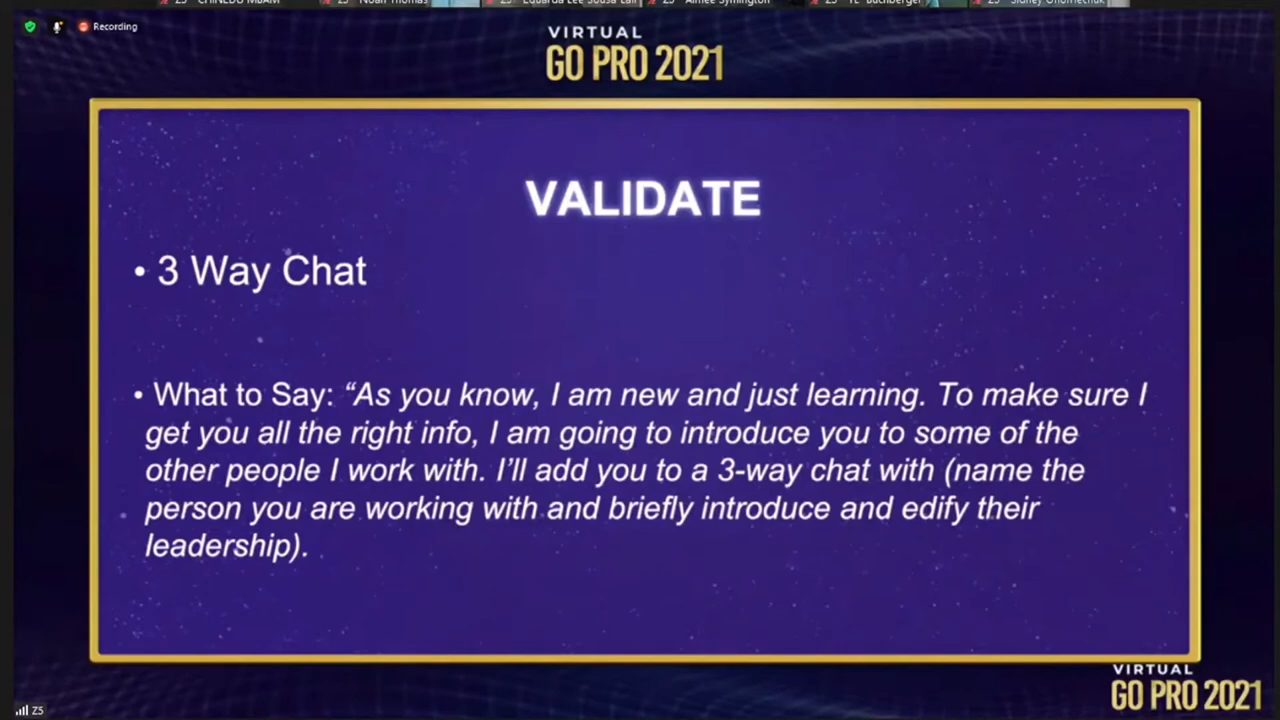 Recording
VIRTUAL
GO PRO 2021
VALIDATE
• 3 Way Chat
• What to Say: “As you know, I am new and just learning. To make sure I
get you all the right info, I am going to introduce you to some of the
other people I work with. I’ll add you to a 3-way chat with (name the
person you are working with and briefly introduce and edify their
leadership).
VIRTUAL
GO PRO 2021
Z5